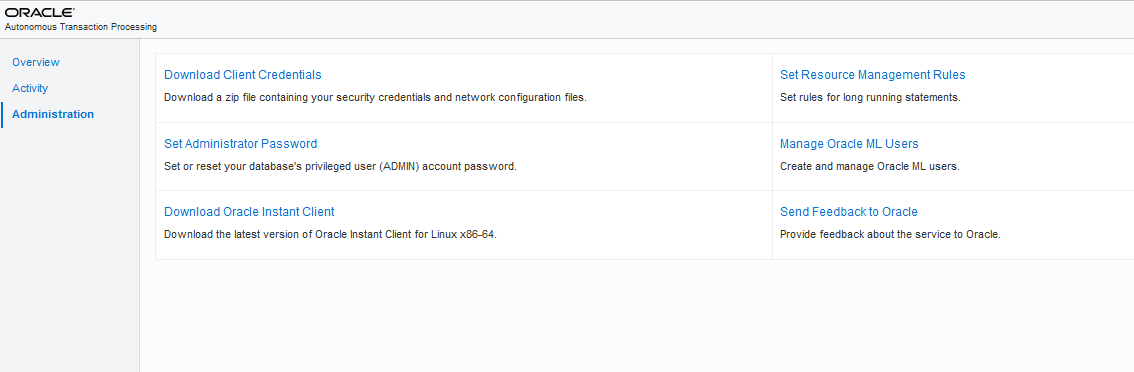 ORACLE
Autonomous Transaction Processing
Overview
Activity
Administration
Download Client Credentials
Download a zip file containing your security credentials and network configuration files.
Set Resource Management Rules
Set rules for long running statements.
Set Administrator Password
Set or reset your database's privileged user (ADMIN) account password.
Manage Oracle ML Users
Create and manage Oracle ML users.
Download Oracle Instant Client
Download the latest version of Oracle Instant Client for Linux x86-64.
Send Feedback to Oracle
Provide feedback about the service to Oracle.